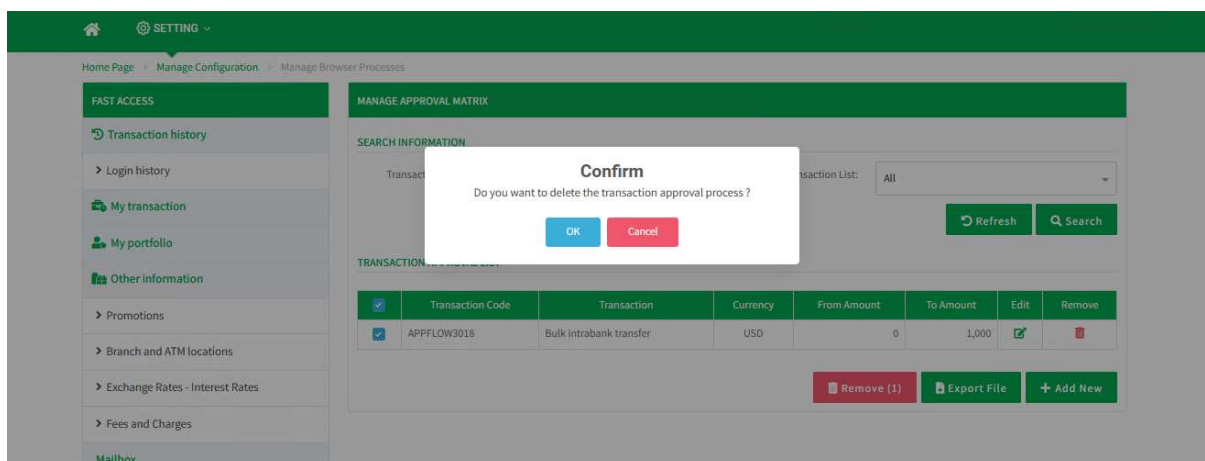 SETTING
Home Page Manage Configuration Manage Browser Processes
FAST ACCESS
Transaction history
Login history
My transaction
My portfolio
Other information
Promotions
Branch and ATM locations
Exchange Rates - Interest Rates
Fees and Charges
Mailbox
MANAGE APPROVAL MATRIX
SEARCH INFORMATION
All
Refresh
Search
Confirm
Do you want to delete the transaction approval process ?
OK
Cancel
Transaction Code Transaction Currency From Amount To Amount Edit Remove
APPFLOW3018 Bulk intrabank transfer USD 0 1,000
Remove (1)
Export File
+ Add New